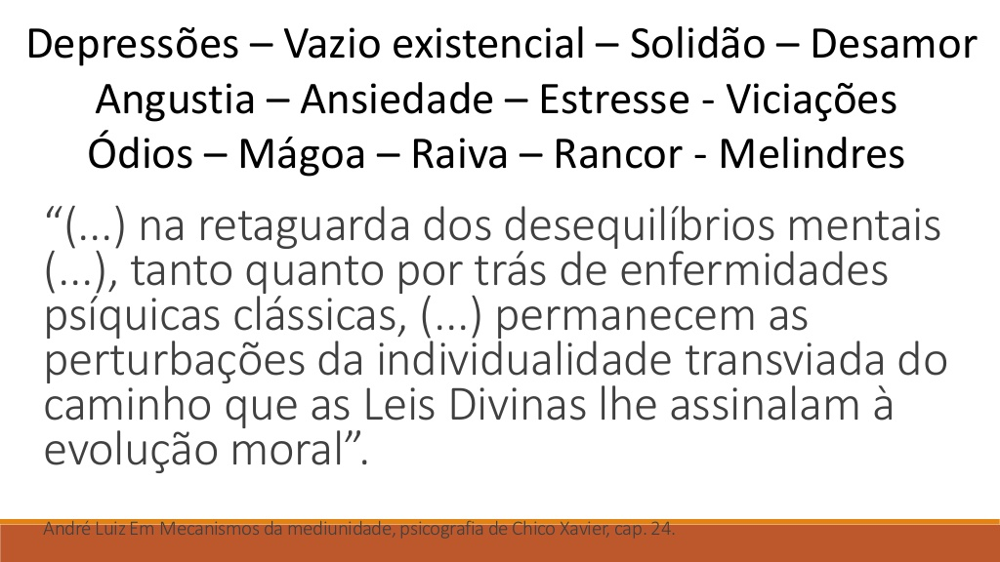 Depressões – Vazio existencial – Solidão – Desamor
Angustia – Ansiedade – Estresse - Viciações
Ódios – Mágoa – Raiva – Rancor - Melindres
“(...) na retaguarda dos desequilíbrios mentais
(...), tanto quanto por trás de enfermidades
psíquicas clássicas, (...) permanecem as
perturbações da individualidade transviada do
caminho que as Leis Divinas lhe assinalam à
evolução moral”.
André Luiz Em Mecanismos da mediunidade, psicografia de Chico Xavier, cap. 24.